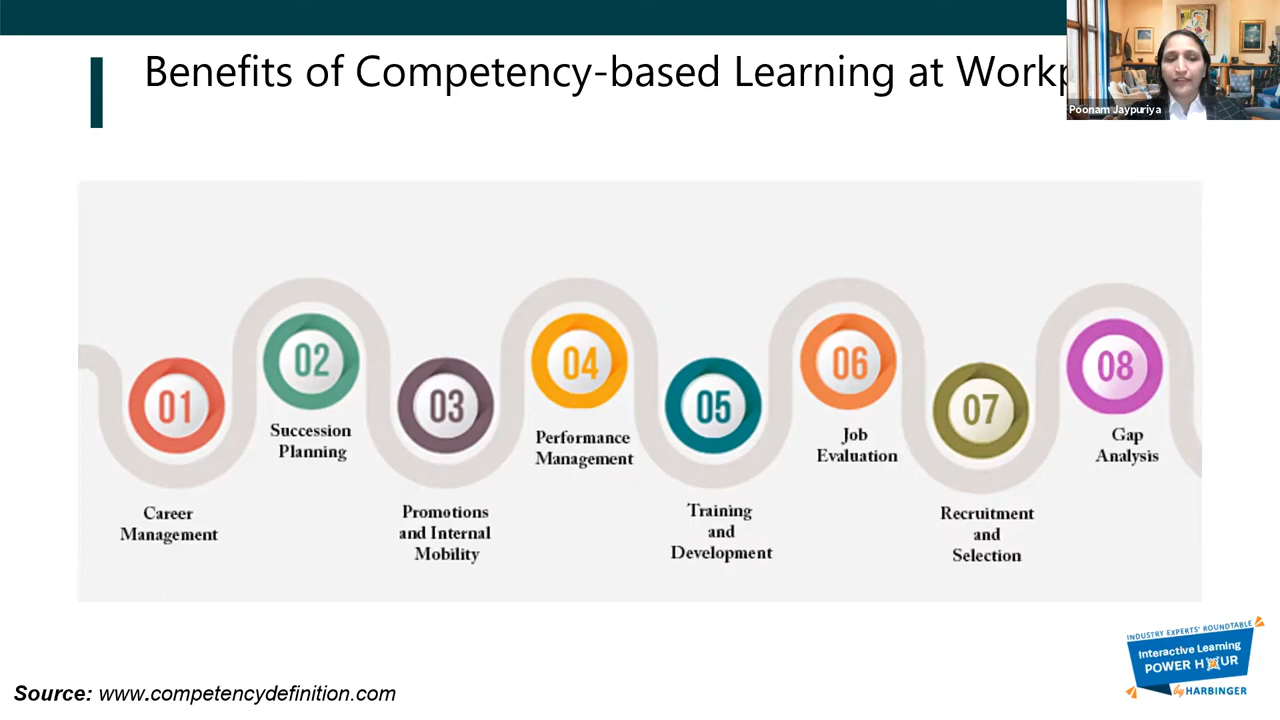 Benefits of Competency-based Learning at
Poonam Jaypuriya
01
Career
Management
02
Succession
Planning
03
Promotions
and Internal
Mobility
04
Performance
Management
05
Training
and
Development
06
Job
Evaluation
07
Recruitment
and
Selection
08
Gap
Analysis
INDUSTRY EXPERTS' ROUNDTABLE
Interactive Learning
POWER HOUR
by HARBINGER
Source: www.competencydefinition.com